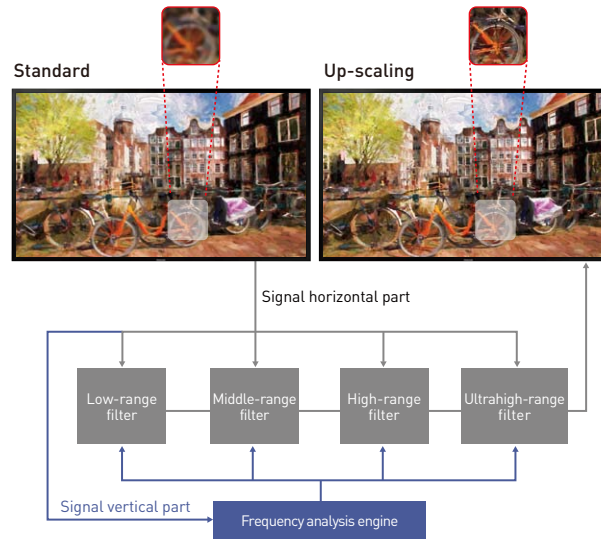 Standard
Up-scaling
Signal horizontal part
Low-range
filter
Middle-range
filter
High-range
filter
Ultrahigh-range
filter
Signal vertical part
Frequency analysis engine